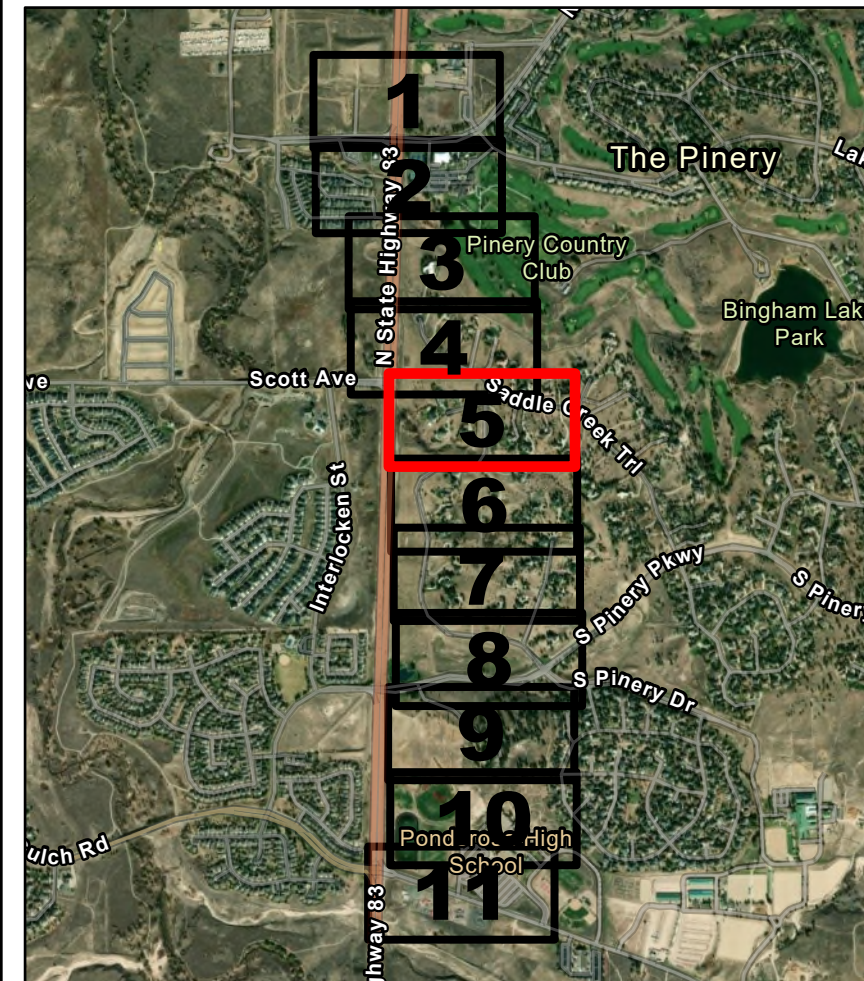 1
2
The Pinery
N State Highway 83
3
Pinery Country
Club
Bingham Lak
Park
4
Scott Ave
ve
Saddle Creek Trl
5
Interlocken St
6
7
S Pinery Pkwy
S Piner
8
S Pinery Dr
9
10
ulch Rd
Ponderosa High
School
11
ghway 83